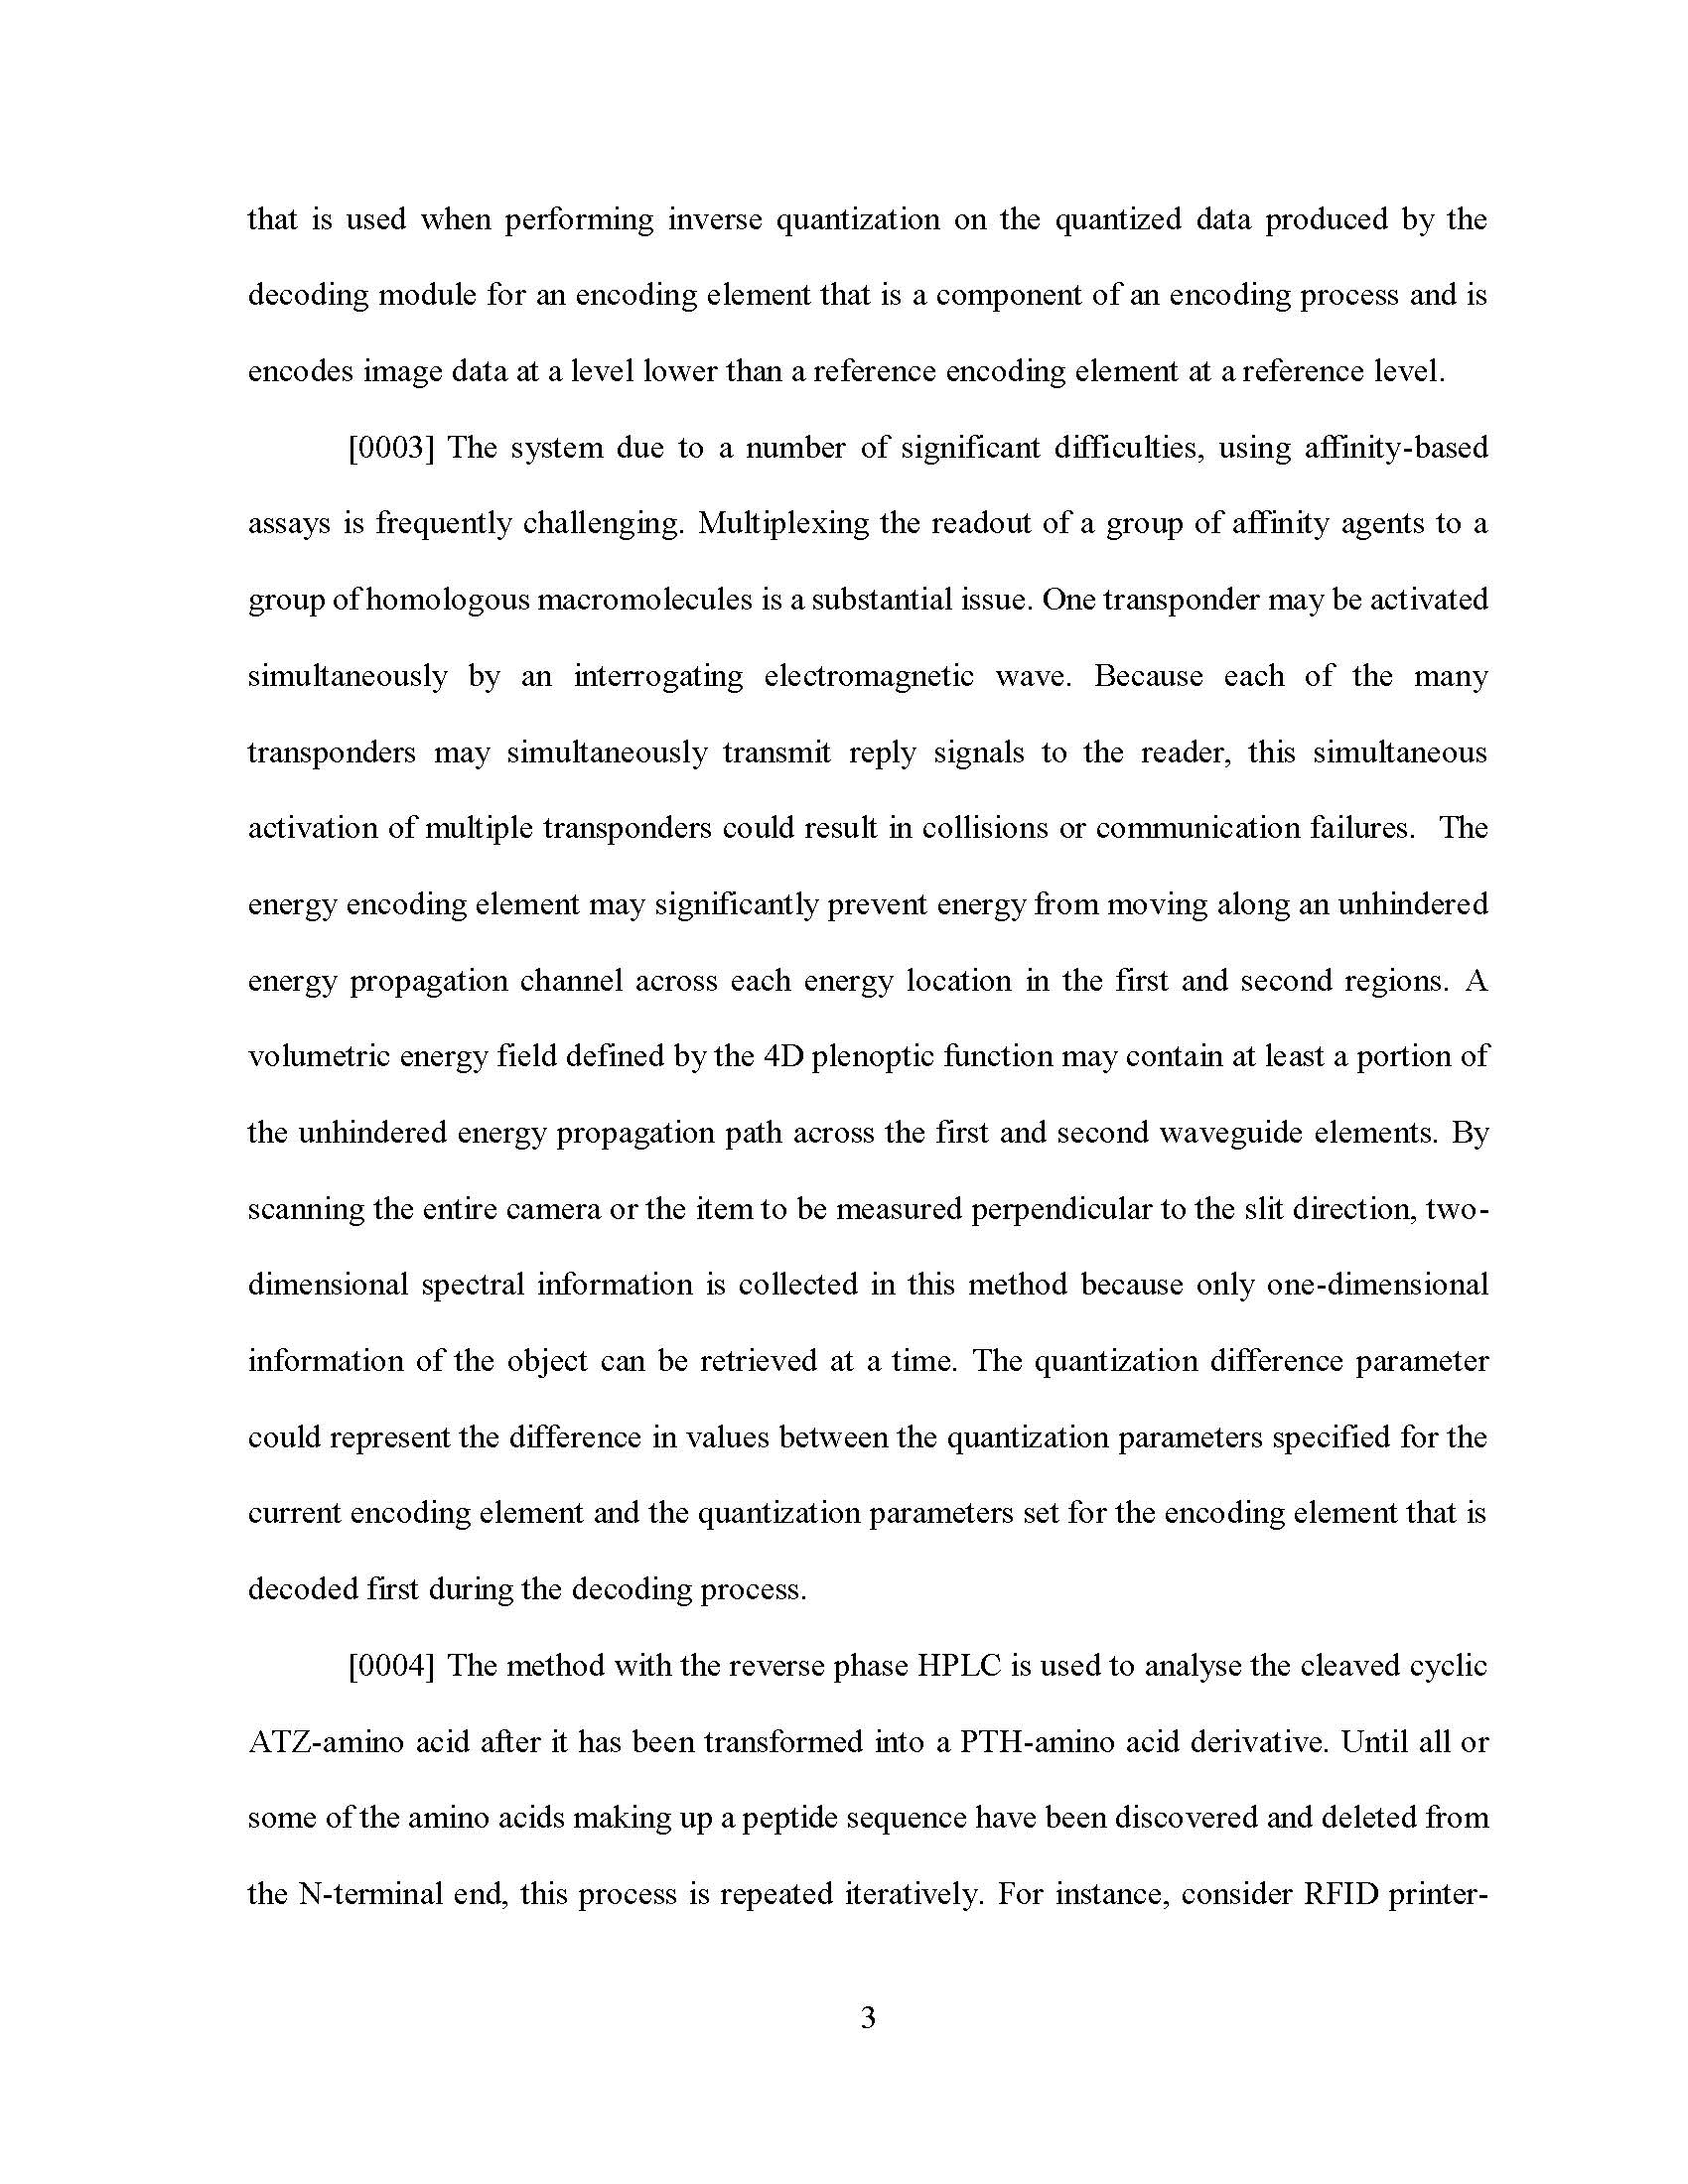 that is used when performing inverse quantization on the quantized data produced by the
decoding module for an encoding element that is a component of an encoding process and is
encodes image data at a level lower than a reference encoding element at a reference level.
[0003] The system due to a number of significant difficulties, using affinity-based
assays is frequently challenging. Multiplexing the readout of a group of affinity agents to a
group of homologous macromolecules is a substantial issue. One transponder may be activated
simultaneously by an interrogating electromagnetic wave. Because each of the many
transponders may simultaneously transmit reply signals to the reader, this simultaneous
activation of multiple transponders could result in collisions or communication failures.  The
energy encoding element may significantly prevent energy from moving along an unhindered
energy propagation channel across each energy location in the first and second regions. A
volumetric energy field defined by the 4D plenoptic function may contain at least a portion of
the unhindered energy propagation path across the first and second waveguide elements. By
scanning the entire camera or the item to be measured perpendicular to the slit direction, two-
dimensional spectral information is collected in this method because only one-dimensional
information of the object can be retrieved at a time. The quantization difference parameter
could represent the difference in values between the quantization parameters specified for the
current encoding element and the quantization parameters set for the encoding element that is
decoded first during the decoding process.
[0004] The method with the reverse phase HPLC is used to analyse the cleaved cyclic
ATZ-amino acid after it has been transformed into a PTH-amino acid derivative. Until all or
some of the amino acids making up a peptide sequence have been discovered and deleted from
the N-terminal end, this process is repeated iteratively. For instance, consider RFID printer-
3